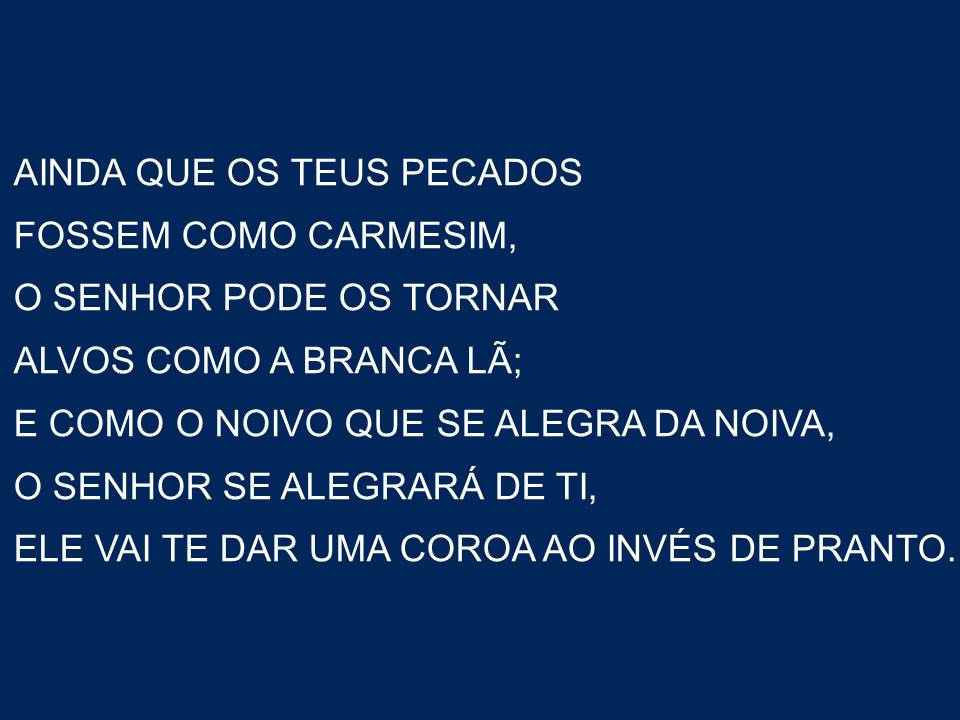 AINDA QUE OS TEUS PECADOS
FOSSEM COMO CARMESIM,
O SENHOR PODE OS TORNAR
ALVOS COMO A BRANCA LÃ;
E COMO O NOIVO QUE SE ALEGRA DA NOIVA,
O SENHOR SE ALEGRARÁ DE TI,
ELE VAI TE DAR UMA COROA AO INVÉS DE PRANTO.